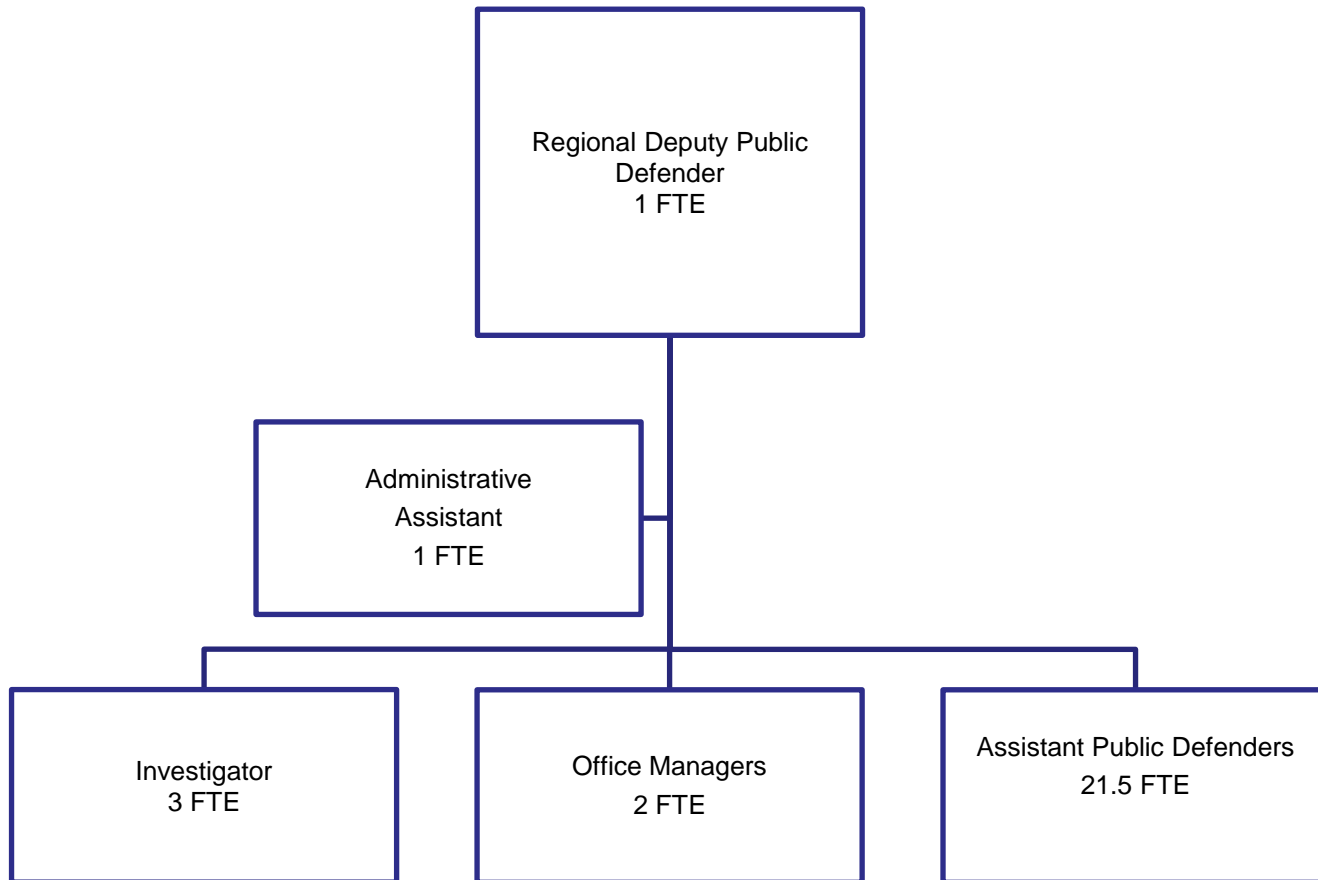 Regional Deputy Public
Defender
1 FTE
Administrative
Assistant
1 FTE
Investigator
3 FTE
Office Managers
2 FTE
Assistant Public Defenders
21.5 FTE